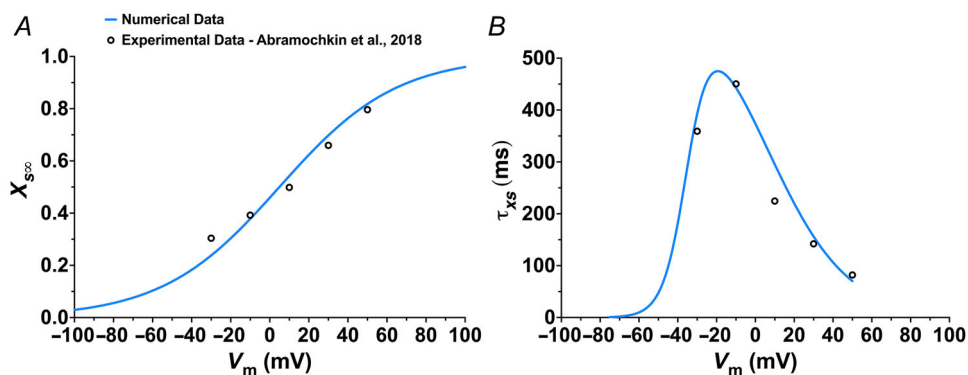 A
Numerical Data
Experimental Data - Abramochkin et al., 2018
B
1.0
0.8
0.6
0.4
0.2
0.0
Xs∞
−100 −80 −60 −40 −20 0 20 40 60 80 100
Vm (mV)
500
400
300
200
100
0
τxs (ms)
−100 −80 −60 −40 −20 0 20 40 60 80 100
Vm (mV)